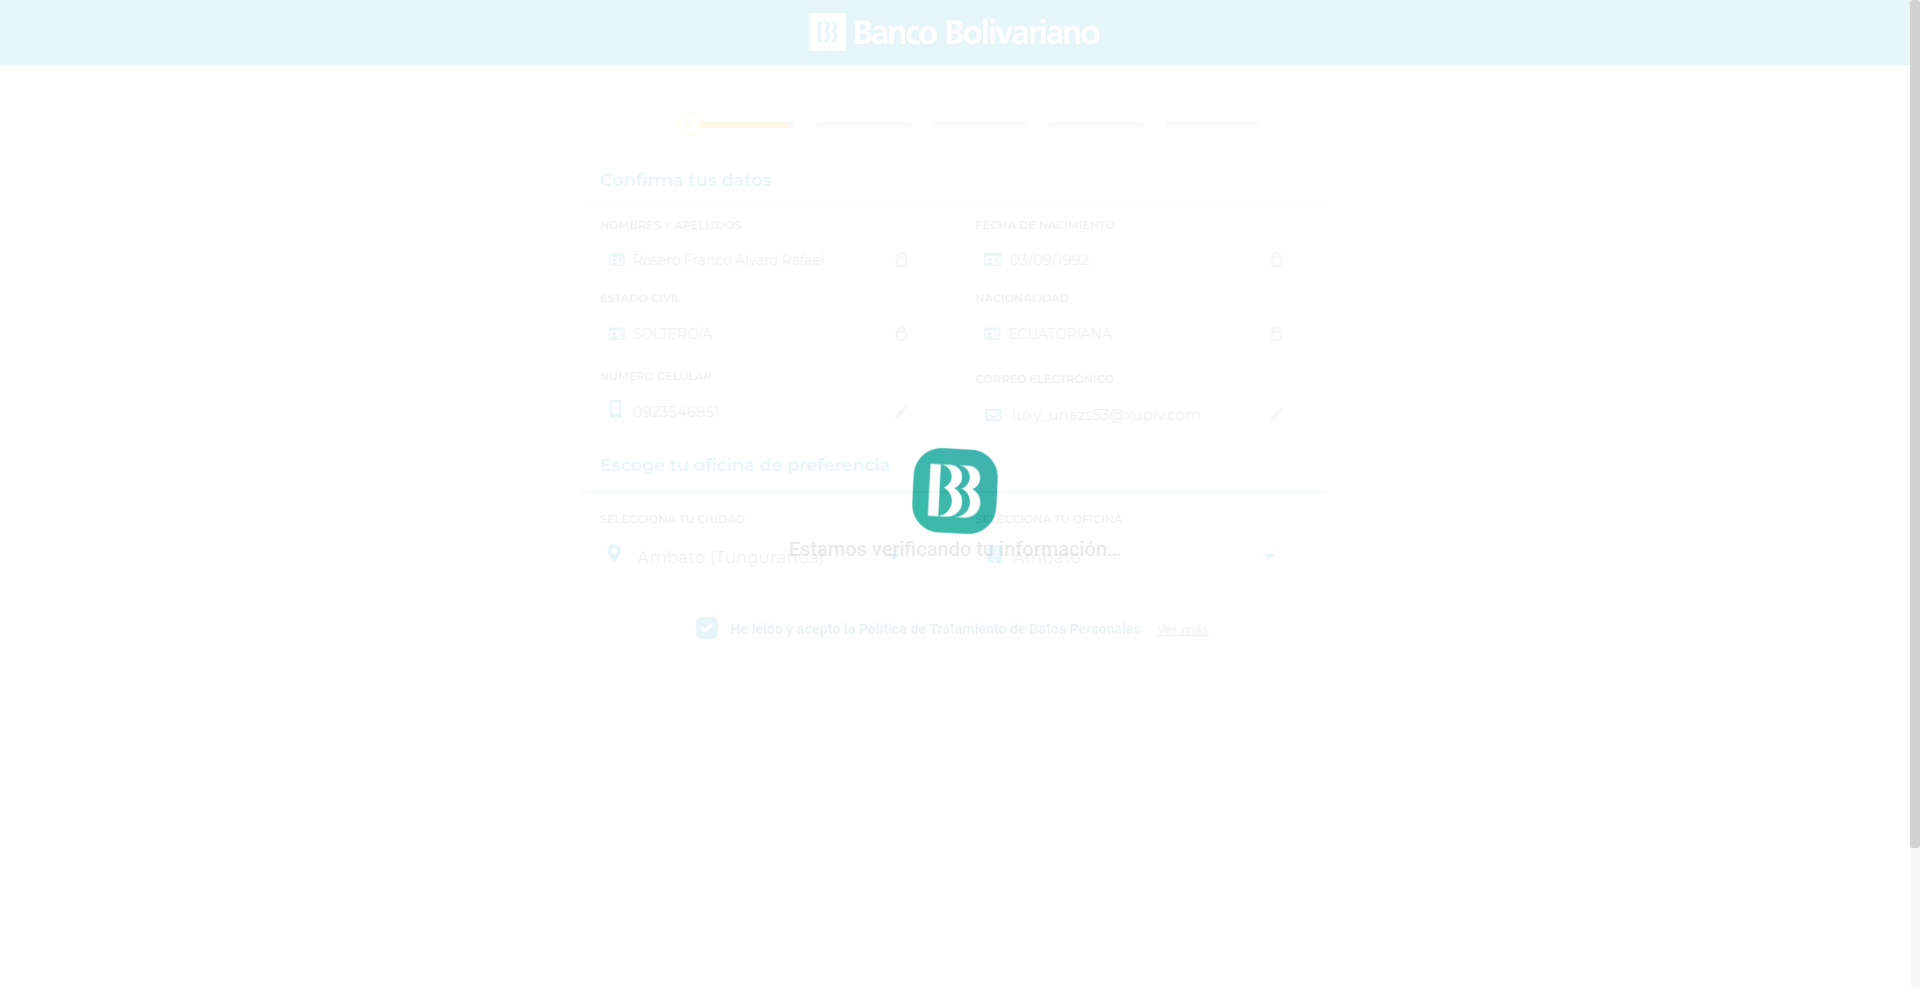 Banco Bolivariano
Confirma tus datos
NOMBRES Y APELLIDOS
FECHA DE NACIMIENTO
Rosero Franco Alvaro Rafael
03/09/1992
ESTADO CIVIL
NACIONALIDAD
SOLTERO/A
ECUATORIANA
NÚMERO CELULAR
CORREO ELECTRÓNICO
0923546851
luxy_unazs53@xupiv.com
Escoge tu oficina de preferencia
SELECCIONA TU CIUDAD
SELECCIONA TU OFICINA
Estamos verificando tu información...
Ambato (Tungurahua)
Ambato
He leído y acepto la Política de Tratamiento de Datos Personales Ver más